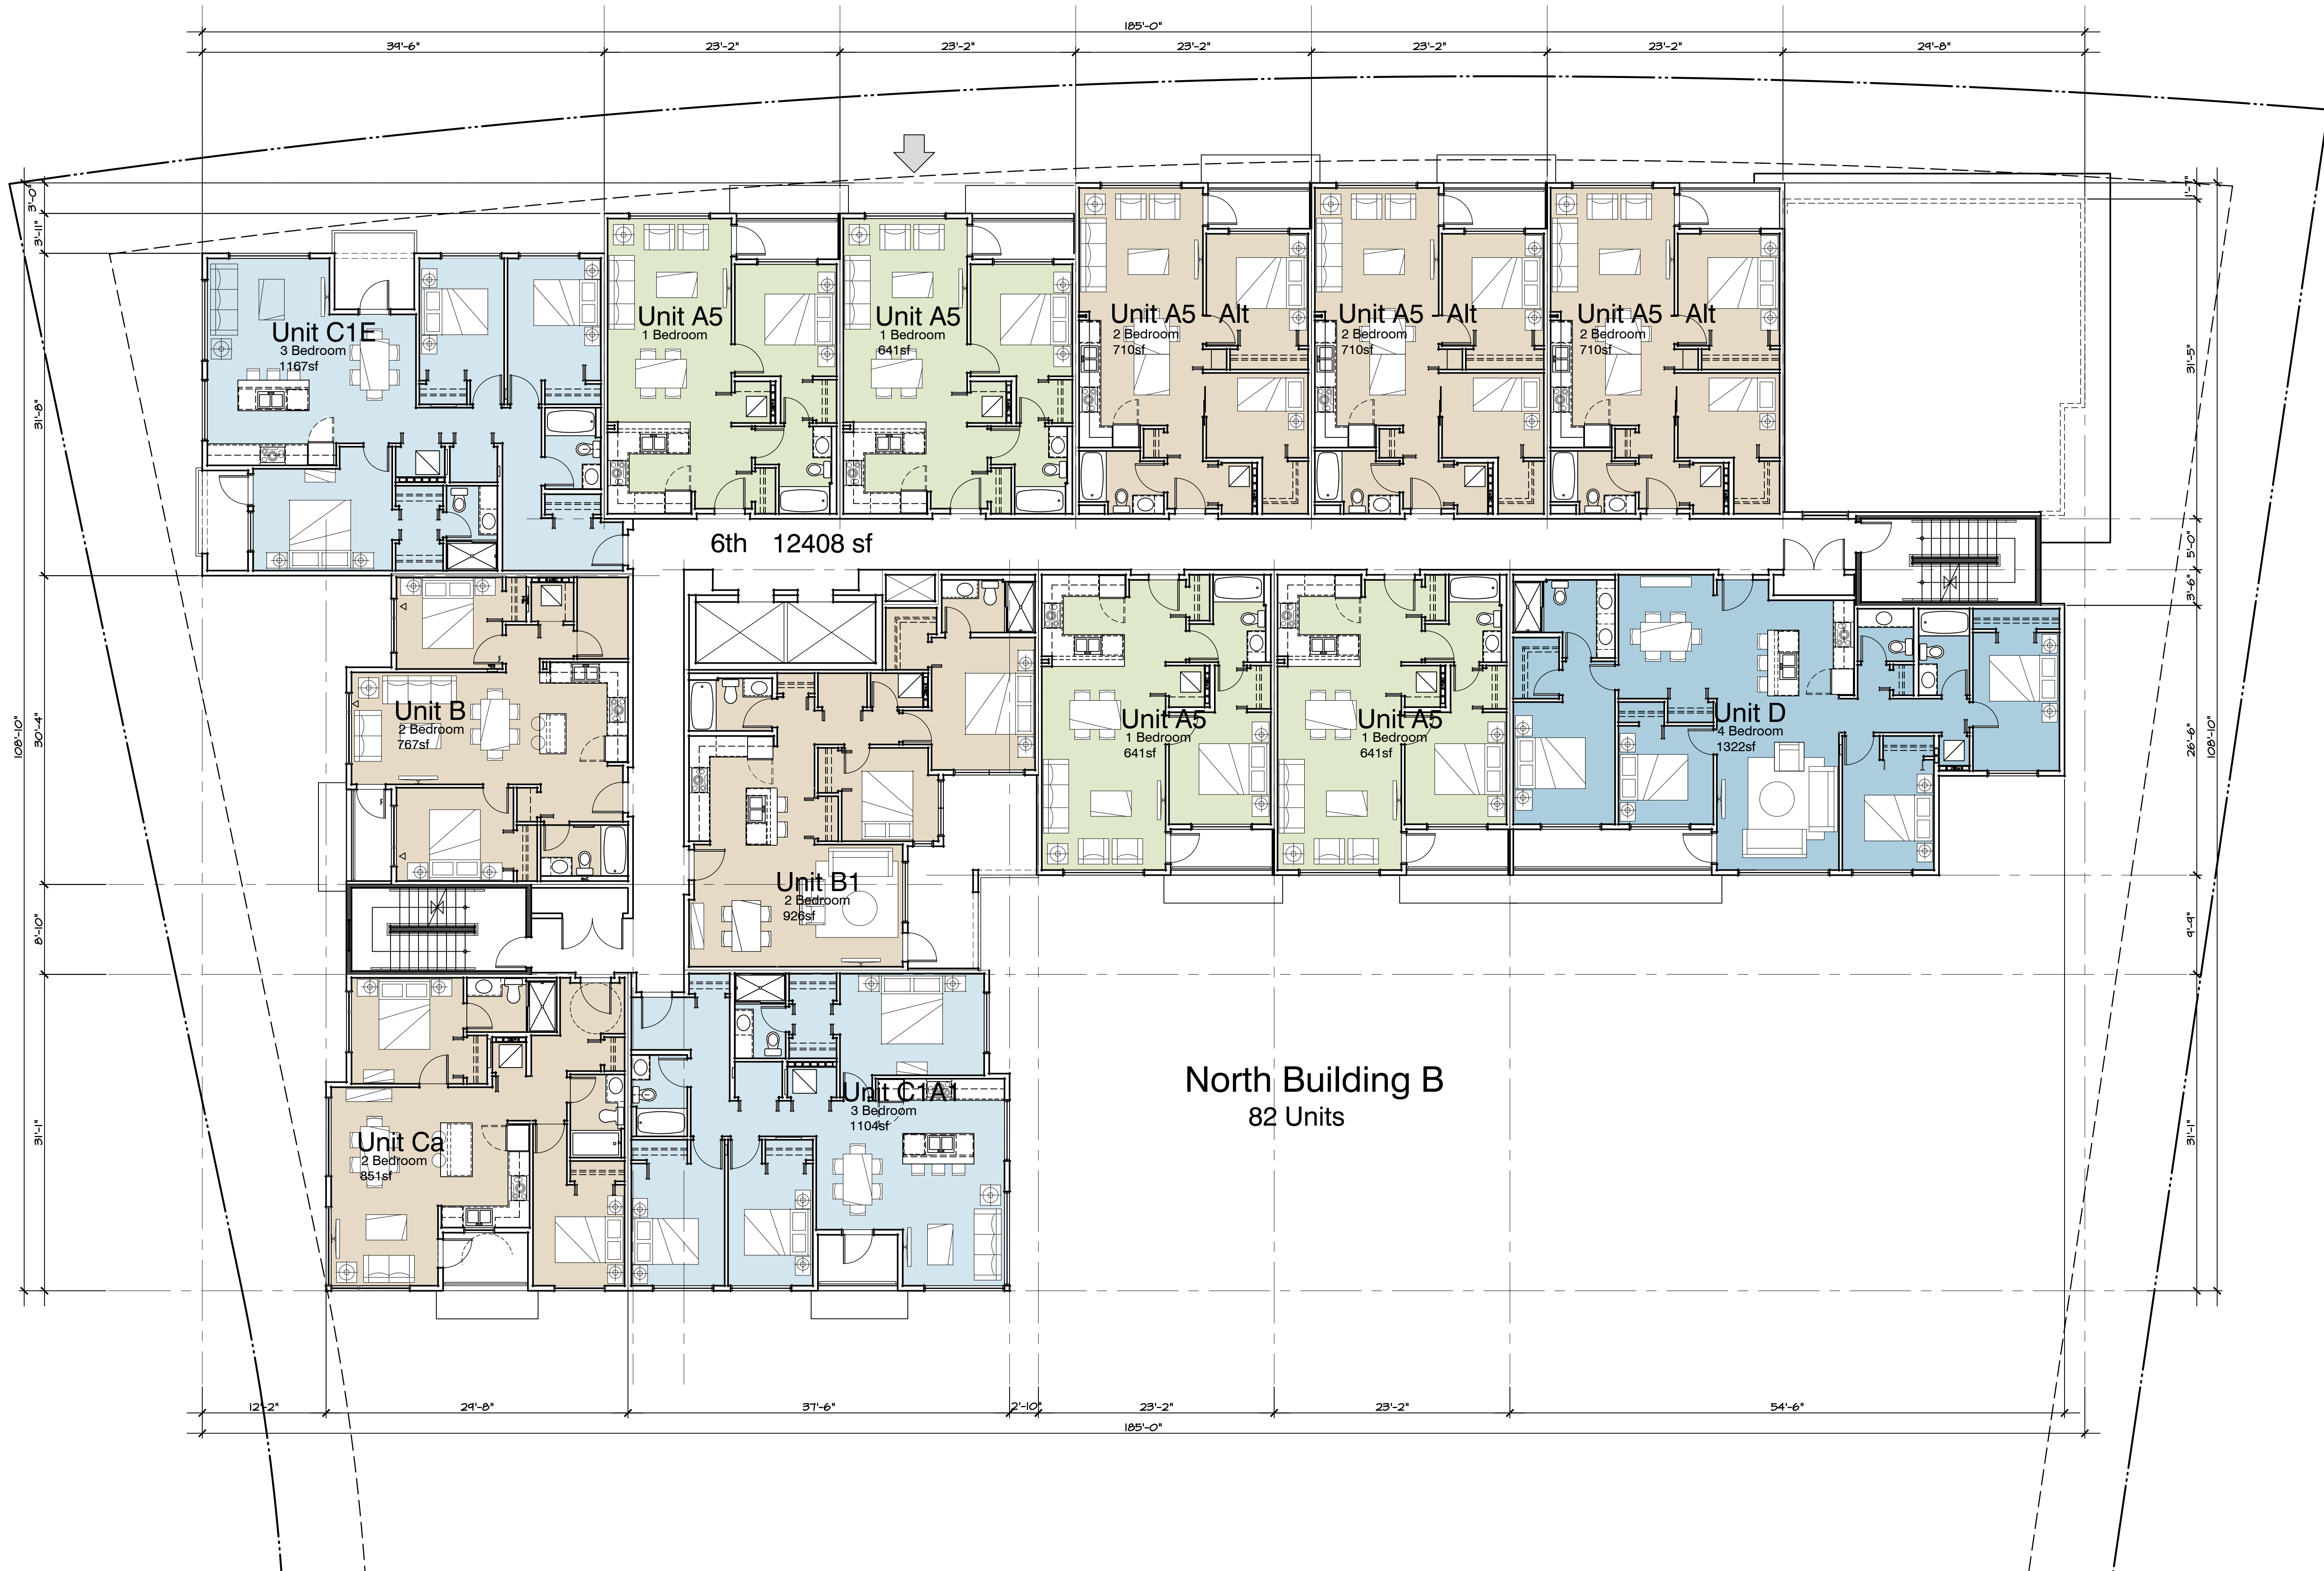 185'-0"
39'-6"
23'-2"
23'-2"
23'-2"
23'-2"
23'-2"
29'-8"
3'-0"
3'-11"
31'-8"
108'-10"
30'-4"
8'-10"
31'-1"
1'-7"
31'-5"
5'-0"
3'-6"
26'-6"
108'-10"
9'-9"
31'-1"
Unit C1E
3 Bedroom
1167sf
Unit A5
1 Bedroom
Unit A5
1 Bedroom
641sf
Unit A5 Alt
2 Bedroom
710sf
Unit A5 Alt
2 Bedroom
710sf
Unit A5 Alt
2 Bedroom
710sf
6th 12408 sf
Unit B
2 Bedroom
767sf
Unit B1
2 Bedroom
926sf
Unit A5
1 Bedroom
641sf
Unit A5
1 Bedroom
641sf
Unit D
4 Bedroom
1322sf
Unit Ca
2 Bedroom
851sf
Unit C1A1
3 Bedroom
1104sf
North Building B
82 Units
12'-2"
29'-8"
37'-6"
2'-10"
23'-2"
23'-2"
54'-6"
185'-0"